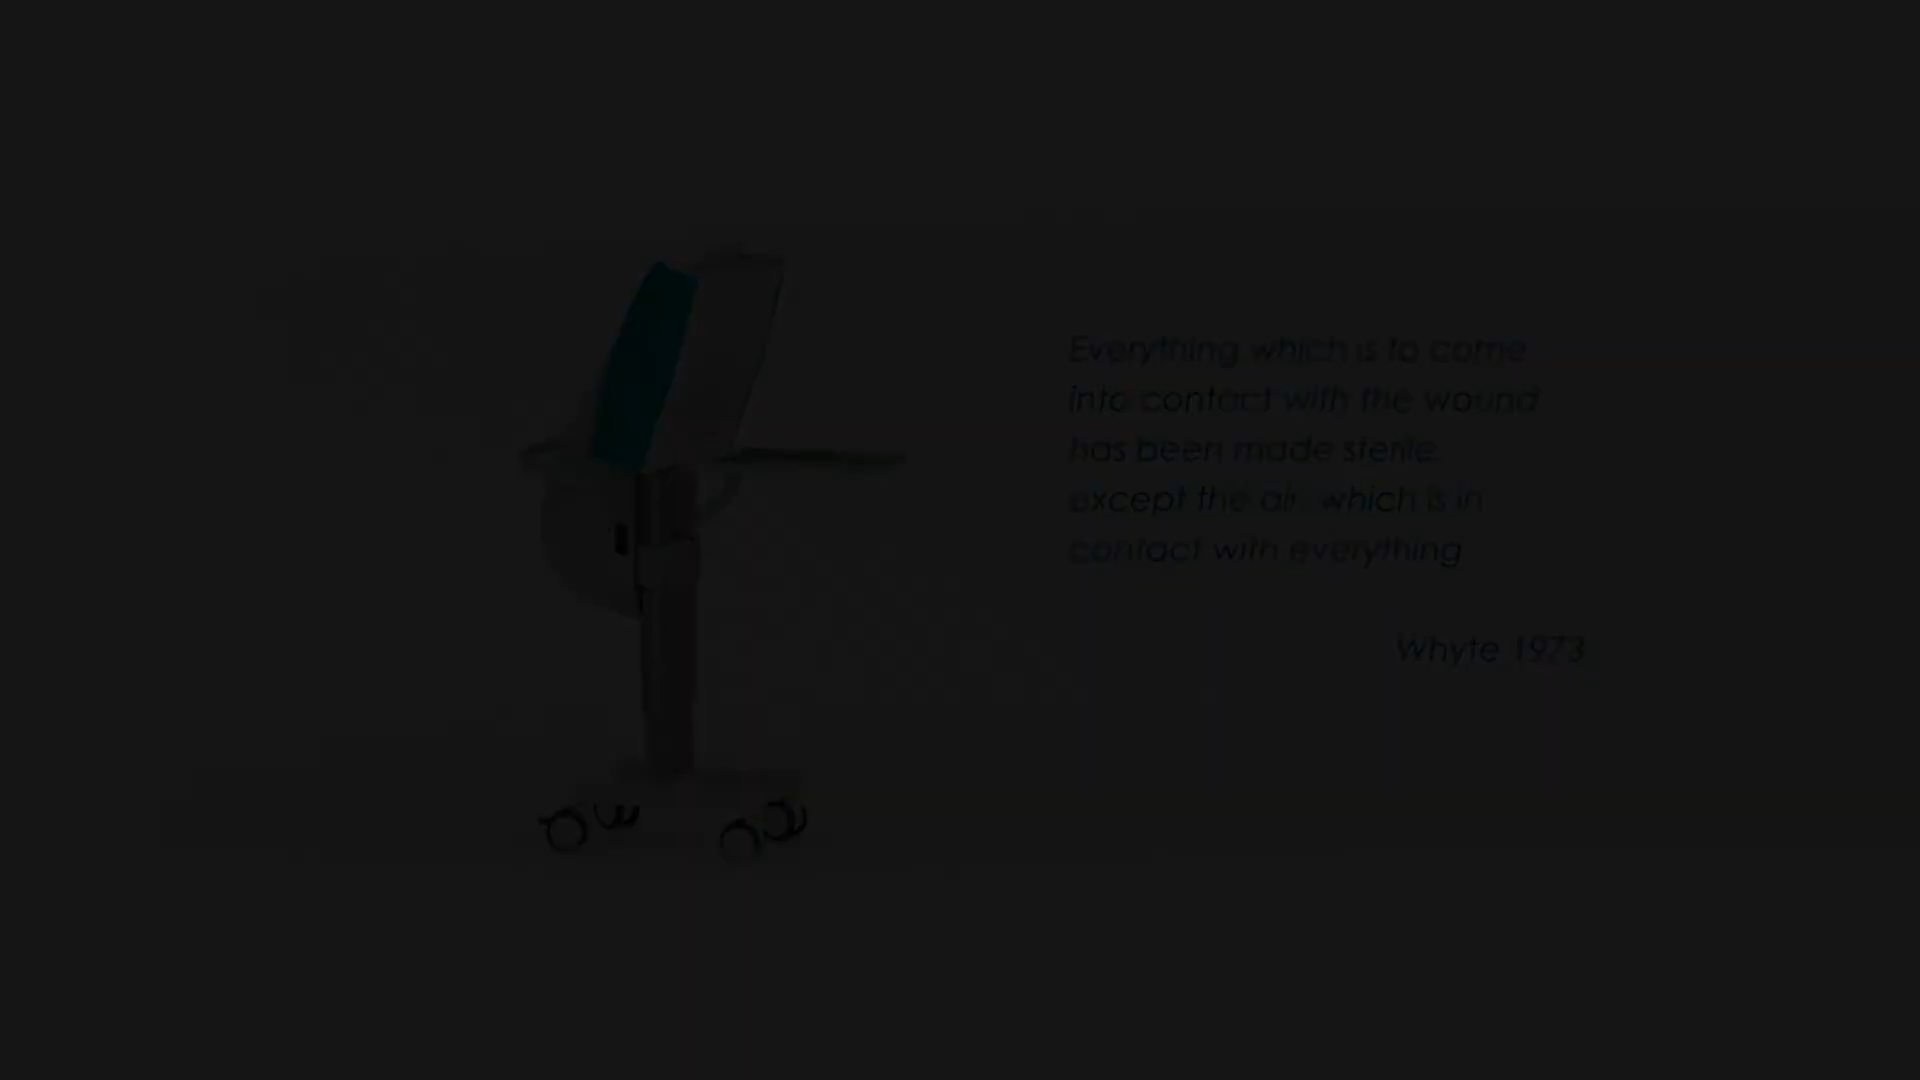 Everything which is to come
into contact with the wound
has been made sterile,
except the air, which is in
contact with everything
Whyte 1973